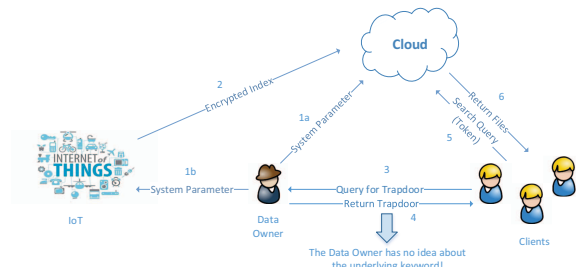 Cloud
2
Encrypted Index
1a
System Parameter
6
Return Files
Search Query
(Token)
5
INTERNET of
THINGS
1b
System Parameter
3
Query for Trapdoor
Return Trapdoor
4
IoT
Data
Owner
Clients
The Data Owner has no idea about
the underlying keyword!